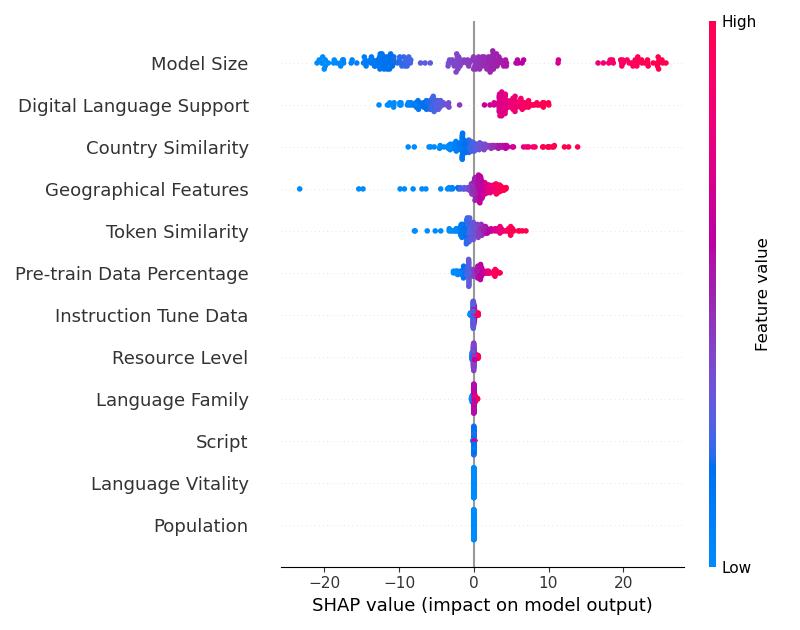 High
Model Size
Digital Language Support
Country Similarity
Geographical Features
Token Similarity
Pre-train Data Percentage
Instruction Tune Data
Resource Level
Language Family
Script
Language Vitality
Population
Low
Feature value
−20 −10 0 10 20
SHAP value (impact on model output)